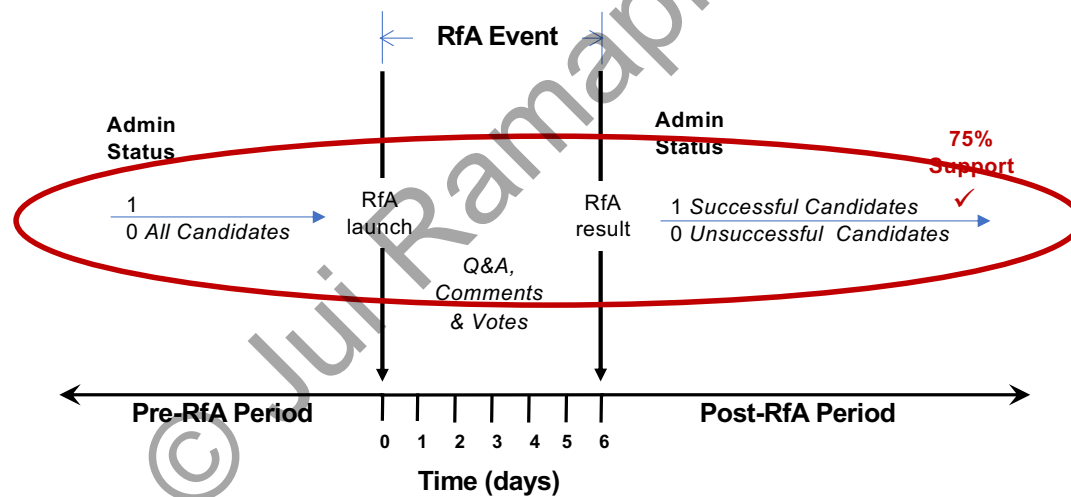 RfA Event
Admin
Status
Admin
Status
75%
Support
✓
1
0 All Candidates
RfA
launch
RfA
result
1 Successful Candidates
0 Unsuccessful Candidates
Q&A,
Comments
& Votes
Pre-RfA Period
Post-RfA Period
0 1 2 3 4 5 6
Time (days)
© Jui Ramap